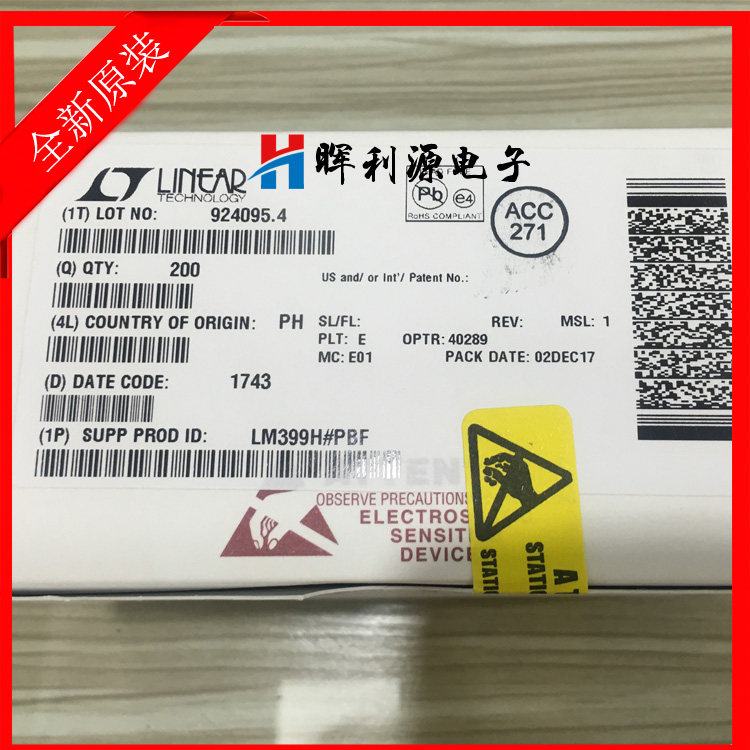 全新原装
晖利源电子
LINEAR
TECHNOLOGY
Pb
e4
RoHS COMPLIANT
ACC
271
(1T) LOT NO: 924095.4
(Q) QTY: 200
US and/ or Int'/ Patent No.:
(4L) COUNTRY OF ORIGIN: PH
SL/FL: REV: MSL: 1
PLT: E OPTR: 40289
MC: E01 PACK DATE: 02DEC17
(D) DATE CODE: 1743
(1P) SUPP PROD ID: LM399H#PBF
OBSERVE PRECAUTIONS
ELECTROS
SENSIT
DEVICE
STATIC
STATI